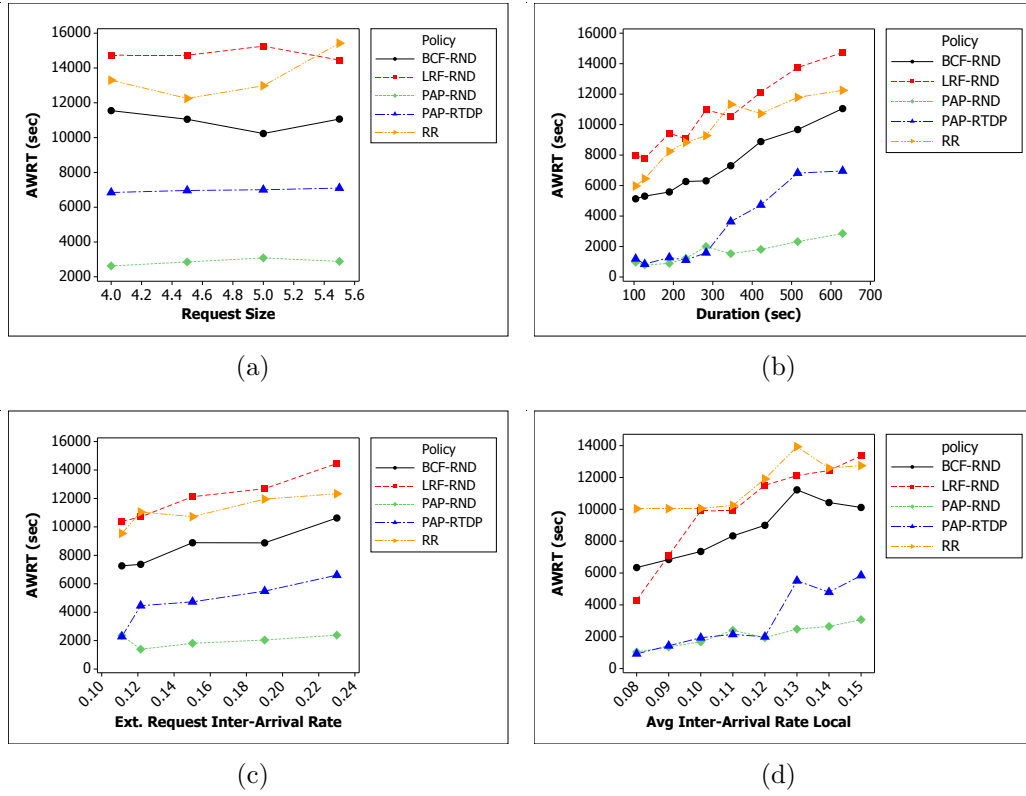 16000
14000
12000
10000
8000
6000
4000
2000
AWRT (sec)
4.0 4.2 4.4 4.6 4.8 5.0 5.2 5.4 5.6
Request Size
Policy
BCF-RND
LRF-RND
PAP-RND
PAP-RTDP
RR
(a)
16000
14000
12000
10000
8000
6000
4000
2000
0
AWRT (sec)
100 200 300 400 500 600 700
Duration (sec)
Policy
BCF-RND
LRF-RND
PAP-RND
PAP-RTDP
RR
(b)
16000
14000
12000
10000
8000
6000
4000
2000
0
AWRT (sec)
0.10 0.12 0.14 0.16 0.18 0.20 0.22 0.24
Ext. Request Inter-Arrival Rate
Policy
BCF-RND
LRF-RND
PAP-RND
PAP-RTDP
RR
(c)
14000
12000
10000
8000
6000
4000
2000
0
AWRT (sec)
0.08 0.09 0.10 0.11 0.12 0.13 0.14 0.15
Avg Inter-Arrival Rate Local
policy
BCF-RND
LRF-RND
PAP-RND
PAP-RTDP
RR
(d)